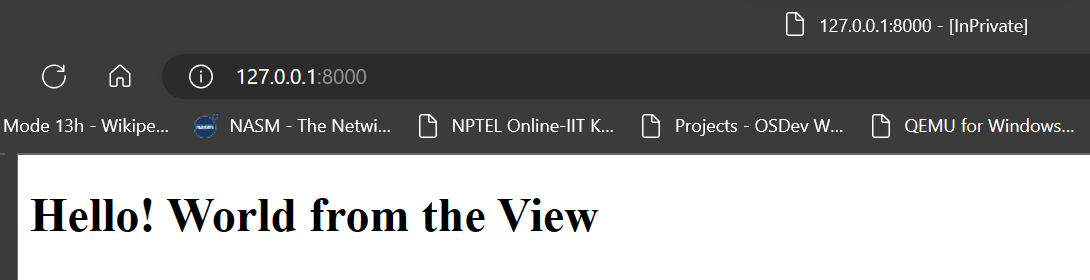 127.0.0.1:8000 - [InPrivate]
127.0.0.1:8000
Mode 13h - Wikipe... NASM - The Netwi... NPTEL Online-IIT K... Projects - OSDev W... QEMU for Windows...
Hello! World from the View